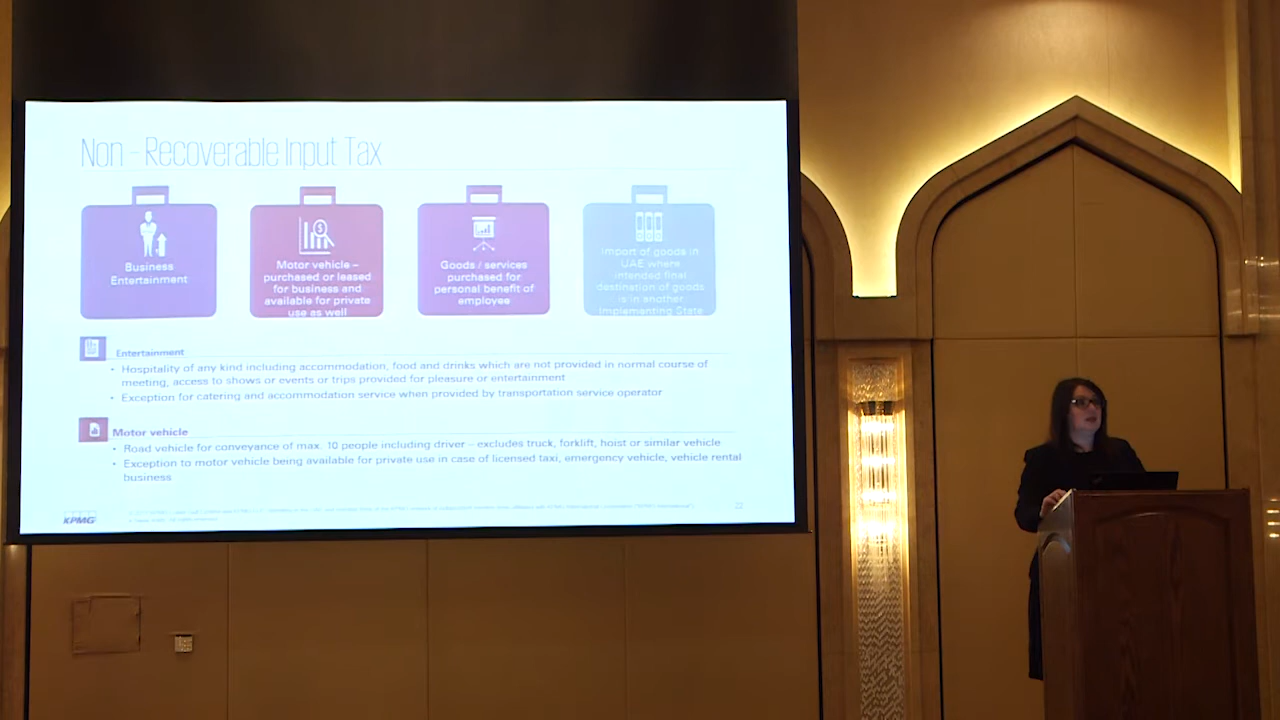 Non – Recoverable Input Tax
Business
Entertainment
Motor vehicle –
purchased or leased
for business and
available for private
use as well
Goods / services
purchased for
personal benefit of
employee
Import of goods in
UAE where
intended final
destination of goods
is in another
Implementing State
Entertainment
• Hospitality of any kind including accommodation, food and drinks which are not provided in normal course of
meeting, access to shows or events or trips provided for pleasure or entertainment
• Exception for catering and accommodation service when provided by transportation service operator
Motor vehicle
• Road vehicle for conveyance of max. 10 people including driver – excludes truck, forklift, hoist or similar vehicle
• Exception to motor vehicle being available for private use in case of licensed taxi, emergency vehicle, vehicle rental
business
KPMG
22